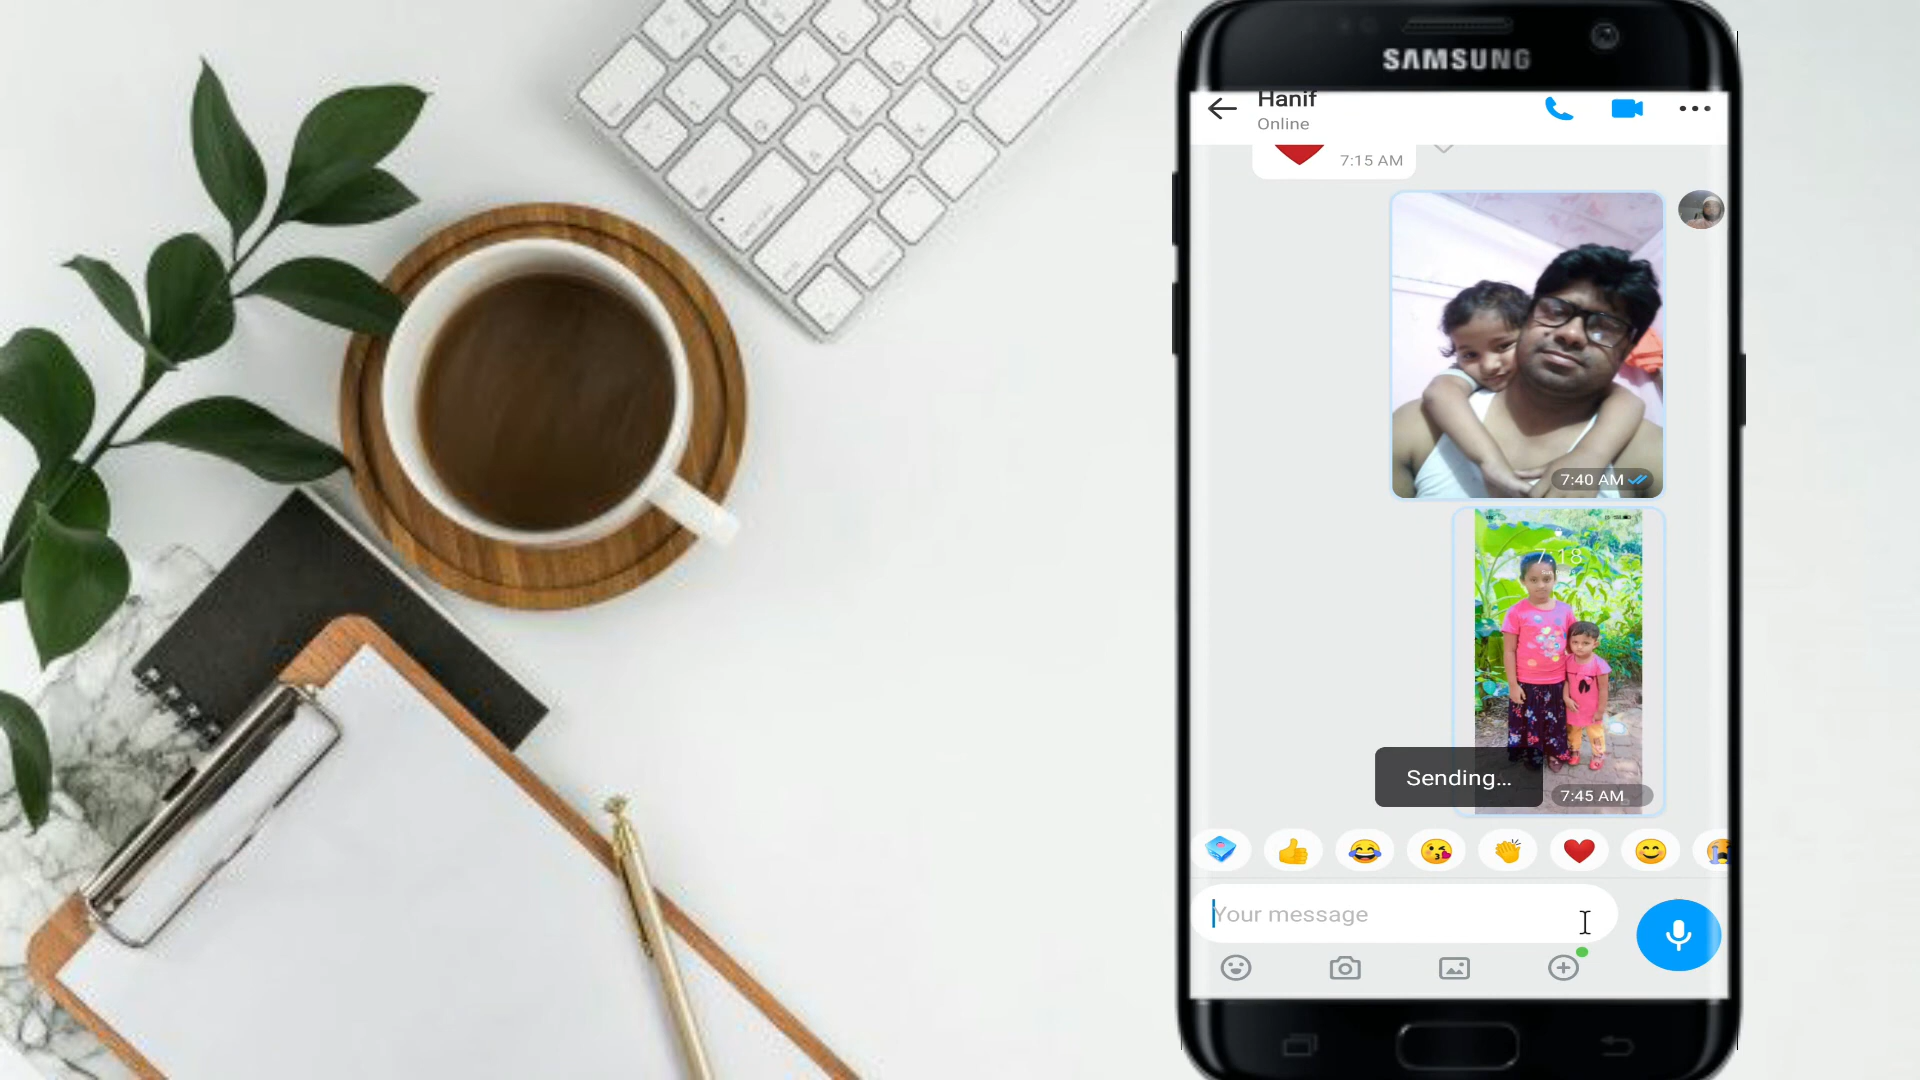 SAMSUNG
Hanif
Online
7:15 AM
7:40 AM
7:18
Sending...
7:45 AM
Your message